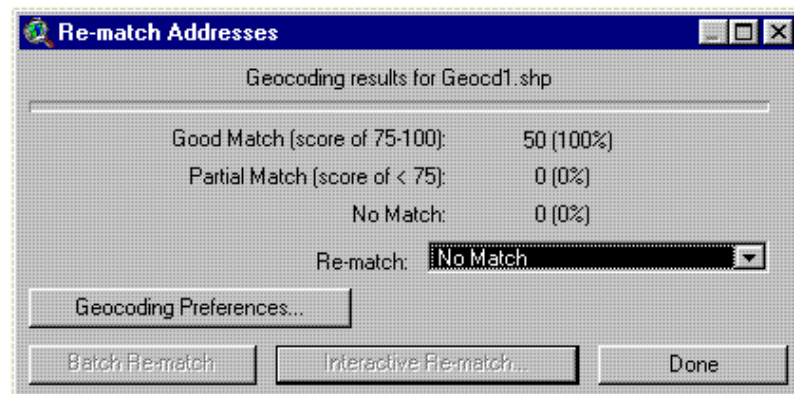 Re-match Addresses
Geocoding results for Geocd1.shp
Good Match (score of 75-100): 50 (100%)
Partial Match (score of < 75): 0 (0%)
No Match: 0 (0%)
Re-match: No Match
Geocoding Preferences...
Batch Re-match Interactive Re-match... Done